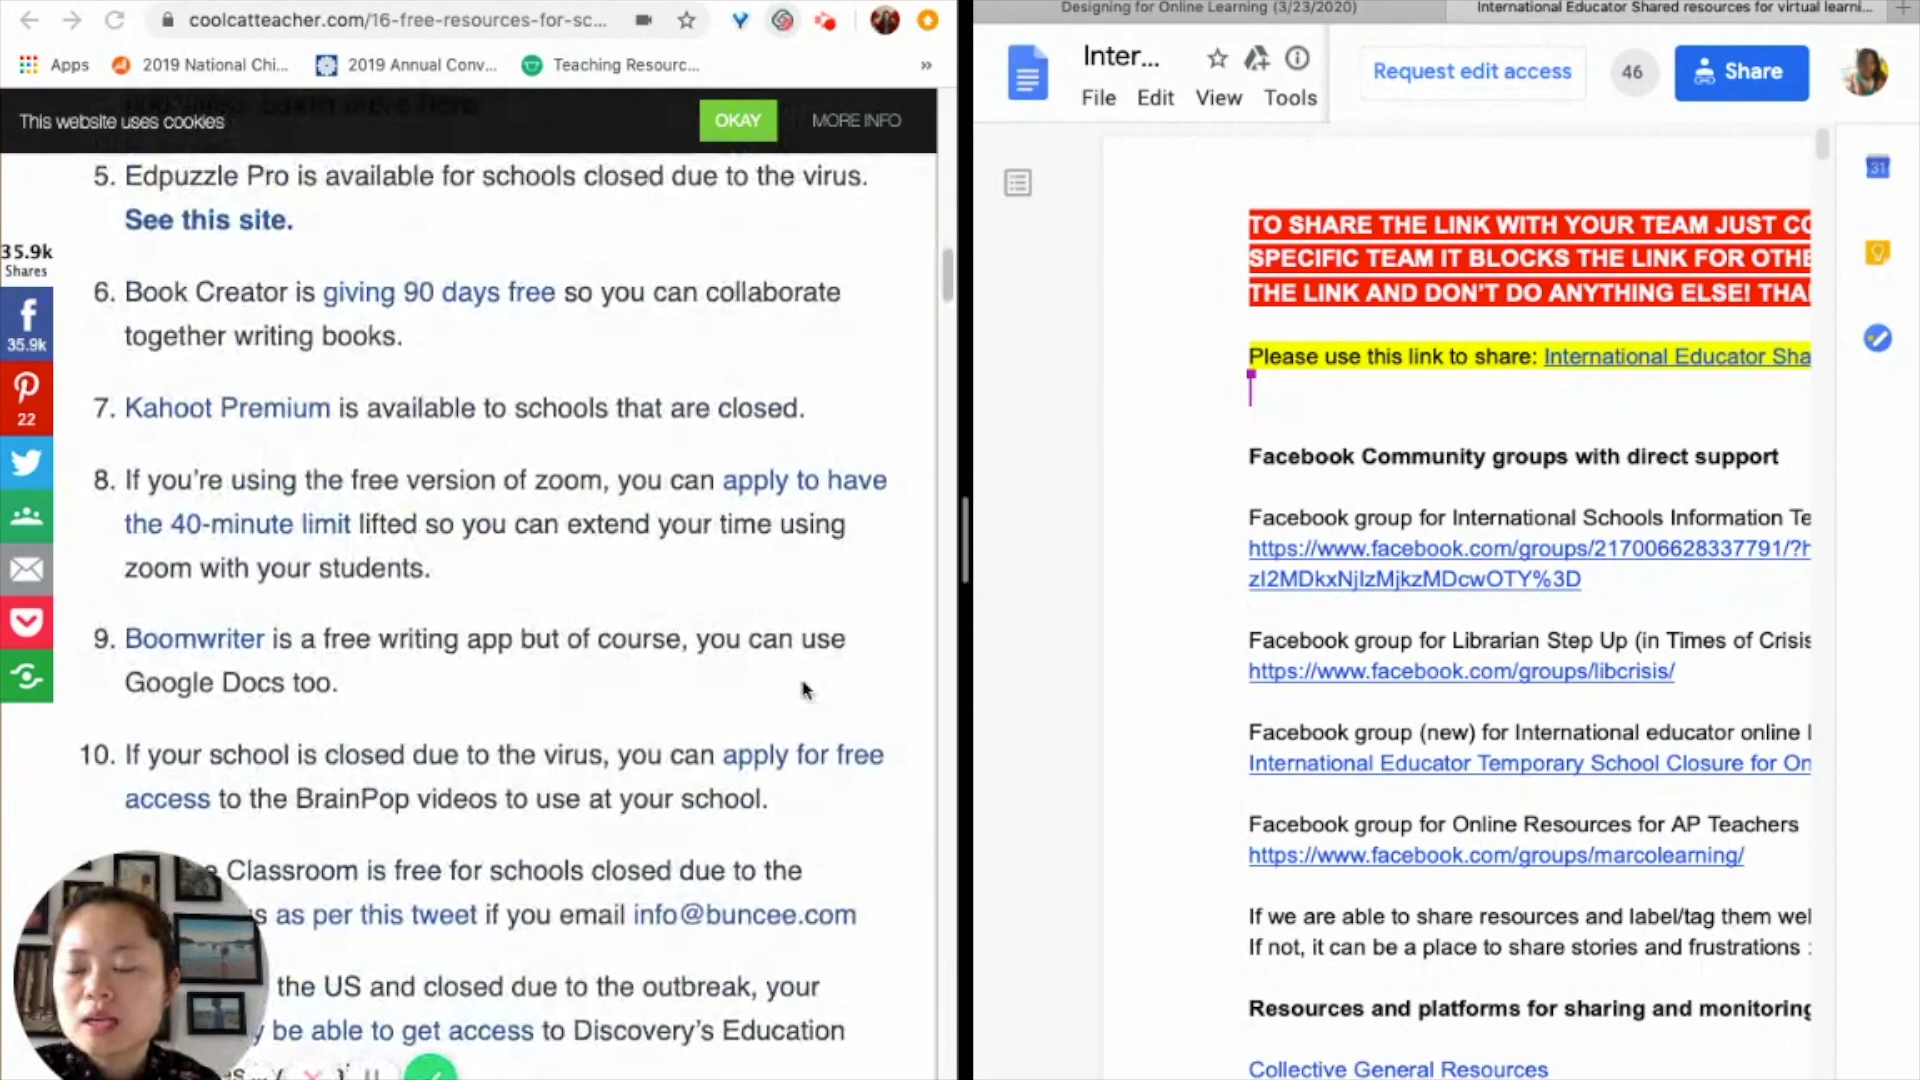 coolcatteacher.com/16-free-resources-for-sc...
Apps
2019 National Chi...
2019 Annual Conv...
Teaching Resourc...
»
This website uses cookies
OKAY
MORE INFO
5. Edpuzzle Pro is available for schools closed due to the virus.
See this site.
35.9k
Shares
35.9k
22
6. Book Creator is giving 90 days free so you can collaborate
together writing books.
7. Kahoot Premium is available to schools that are closed.
8. If you’re using the free version of zoom, you can apply to have
the 40-minute limit lifted so you can extend your time using
zoom with your students.
9. Boomwriter is a free writing app but of course, you can use
Google Docs too.
10. If your school is closed due to the virus, you can apply for free
access to the BrainPop videos to use at your school.
Classroom is free for schools closed due to the
as per this tweet if you email info@buncee.com
the US and closed due to the outbreak, your
be able to get access to Discovery’s Education
Designing for Online Learning (3/23/2020)
International Educator Shared resources for virtual learni...
Inter...
File Edit View Tools
Request edit access
46
Share
31
TO SHARE THE LINK WITH YOUR TEAM JUST CO
SPECIFIC TEAM IT BLOCKS THE LINK FOR OTHE
THE LINK AND DON’T DO ANYTHING ELSE! THA
Please use this link to share: International Educator Sha
Facebook Community groups with direct support
Facebook group for International Schools Information Te
https://www.facebook.com/groups/217006628337791/?
zI2MDkxNjIzMjkzMDcwOTY%3D
Facebook group for Librarian Step Up (in Times of Crisis
https://www.facebook.com/groups/libcrisis/
Facebook group (new) for International educator online
International Educator Temporary School Closure for On
Facebook group for Online Resources for AP Teachers
https://www.facebook.com/groups/marcolearning/
If we are able to share resources and label/tag them wel
If not, it can be a place to share stories and frustrations :
Resources and platforms for sharing and monitoring
Collective General Resources